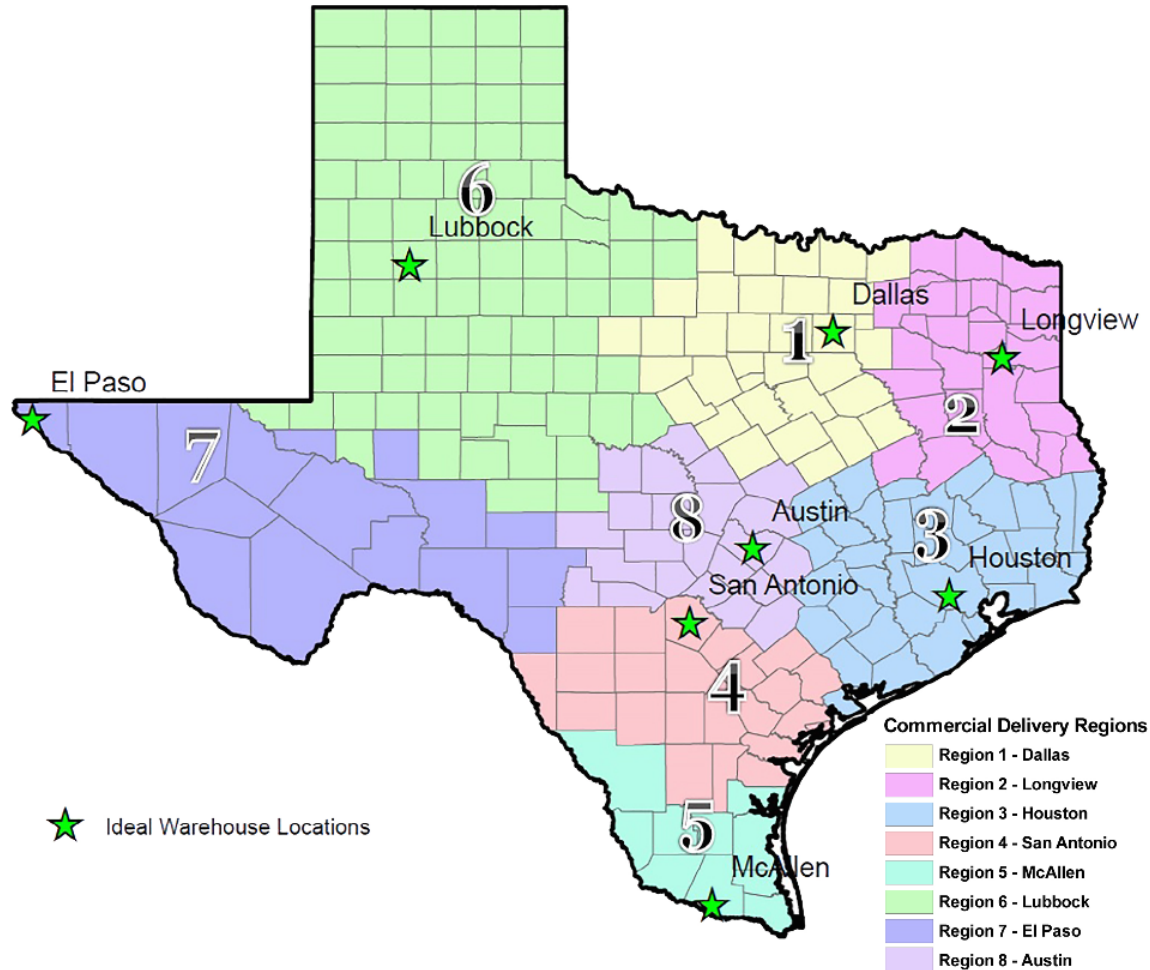 6
Lubbock
Dallas
1
Longview
El Paso
2
7
8
Austin
3
Houston
San Antonio
4
Commercial Delivery Regions
Region 1 - Dallas
Region 2 - Longview
Region 3 - Houston
Ideal Warehouse Locations
5
Region 4 - San Antonio
McAllen
Region 5 - McAllen
Region 6 - Lubbock
Region 7 - El Paso
Region 8 - Austin